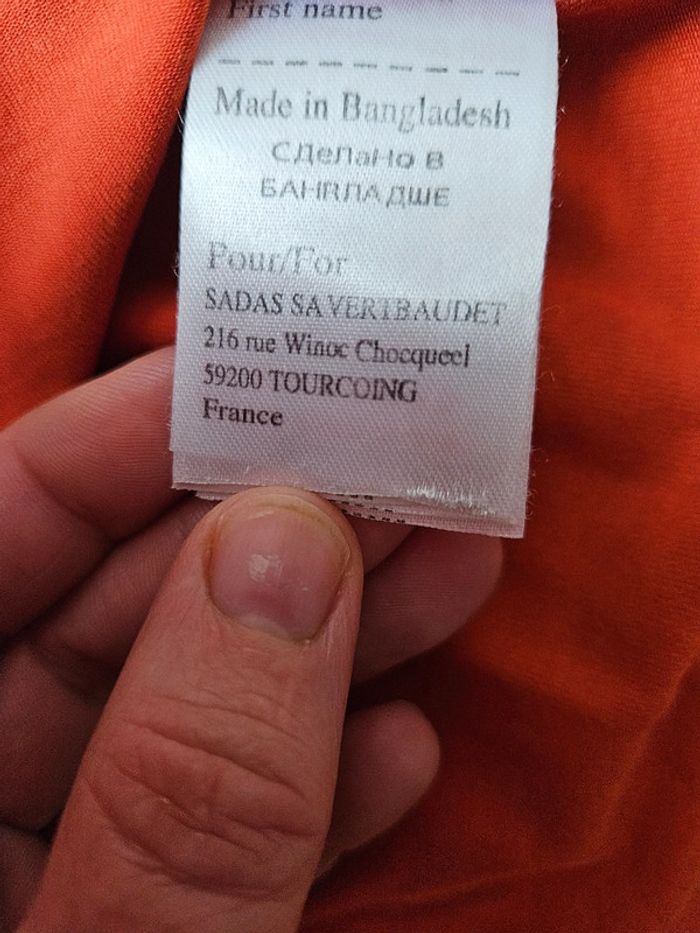 First name
Made in Bangladesh
СДелаНо В
БАНГЛАДШЕ
Pour/For
SADAS SA VERTBAUDET
216 rue Winoc Chocqueel
59200 TOURCOING
France